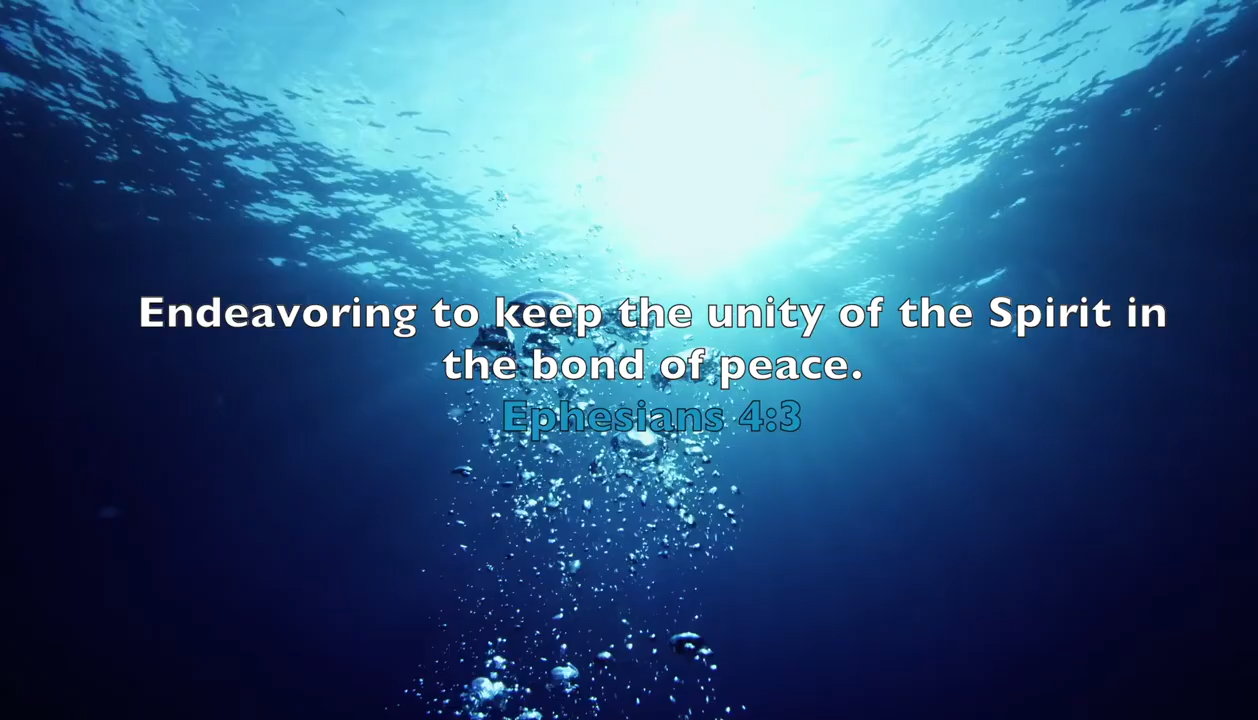 Endeavoring to keep the unity of the Spirit in
the bond of peace.
Ephesians 4:3